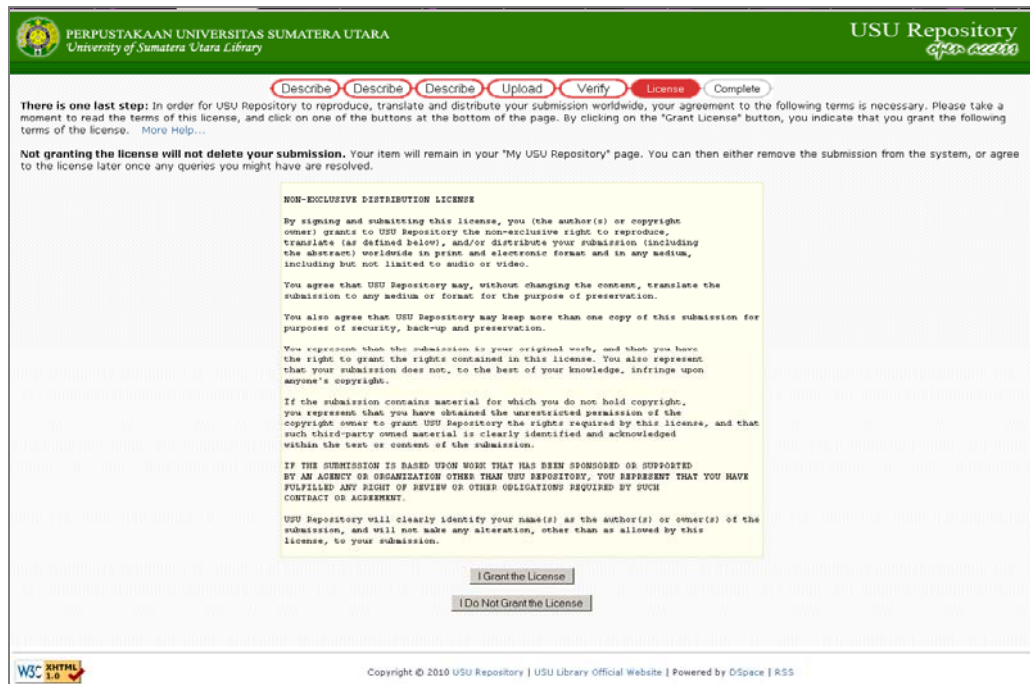 PERPUSTAKAAN UNIVERSITAS SUMATERA UTARA
University of Sumatera Utara Library
USU Repository
open access
Describe Describe Describe Upload Verify License Complete
There is one last step: In order for USU Repository to reproduce, translate and distribute your submission worldwide, your agreement to the following terms is necessary. Please take a
moment to read the terms of this license, and click on one of the buttons at the bottom of the page. By clicking on the "Grant License" button, you indicate that you grant the following
terms of the license. More Help...
Not granting the license will not delete your submission. Your item will remain in your "My USU Repository" page. You can then either remove the submission from the system, or agree
to the license later once any queries you might have are resolved.
NON-EXCLUSIVE DISTRIBUTION LICENSE
By signing and submitting this license, you (the author(s) or copyright
owner) grants to USU Repository the non-exclusive right to reproduce,
translate (as defined below), and/or distribute your submission (including
the abstract) worldwide in print and electronic format and in any medium,
including but not limited to audio or video.
You agree that USU Repository may, without changing the content, translate the
submission to any medium or format for the purpose of preservation.
You also agree that USU Repository may keep more than one copy of this submission for
purposes of security, back-up and preservation.
You represent that the submission is your original work, and that you have
the right to grant the rights contained in this license. You also represent
that your submission does not, to the best of your knowledge, infringe upon
anyone's copyright.
If the submission contains material for which you do not hold copyright,
you represent that you have obtained the unrestricted permission of the
copyright owner to grant USU Repository the rights required by this license, and that
such third-party owned material is clearly identified and acknowledged
within the text or content of the submission.
IF THE SUBMISSION IS BASED UPON WORK THAT HAS BEEN SPONSORED OR SUPPORTED
BY AN AGENCY OR ORGANIZATION OTHER THAN USU REPOSITORY, YOU REPRESENT THAT YOU HAVE
FULFILLED ANY RIGHT OF REVIEW OR OTHER OBLIGATIONS REQUIRED BY SUCH
CONTRACT OR AGREEMENT.
USU Repository will clearly identify your name(s) as the author(s) or owner(s) of the
submission, and will not make any alteration, other than as allowed by this
license, to your submission.
I Grant the License
I Do Not Grant the License
W3C XHTML 1.0
Copyright © 2010 USU Repository | USU Library Official Website | Powered by DSpace | RSS